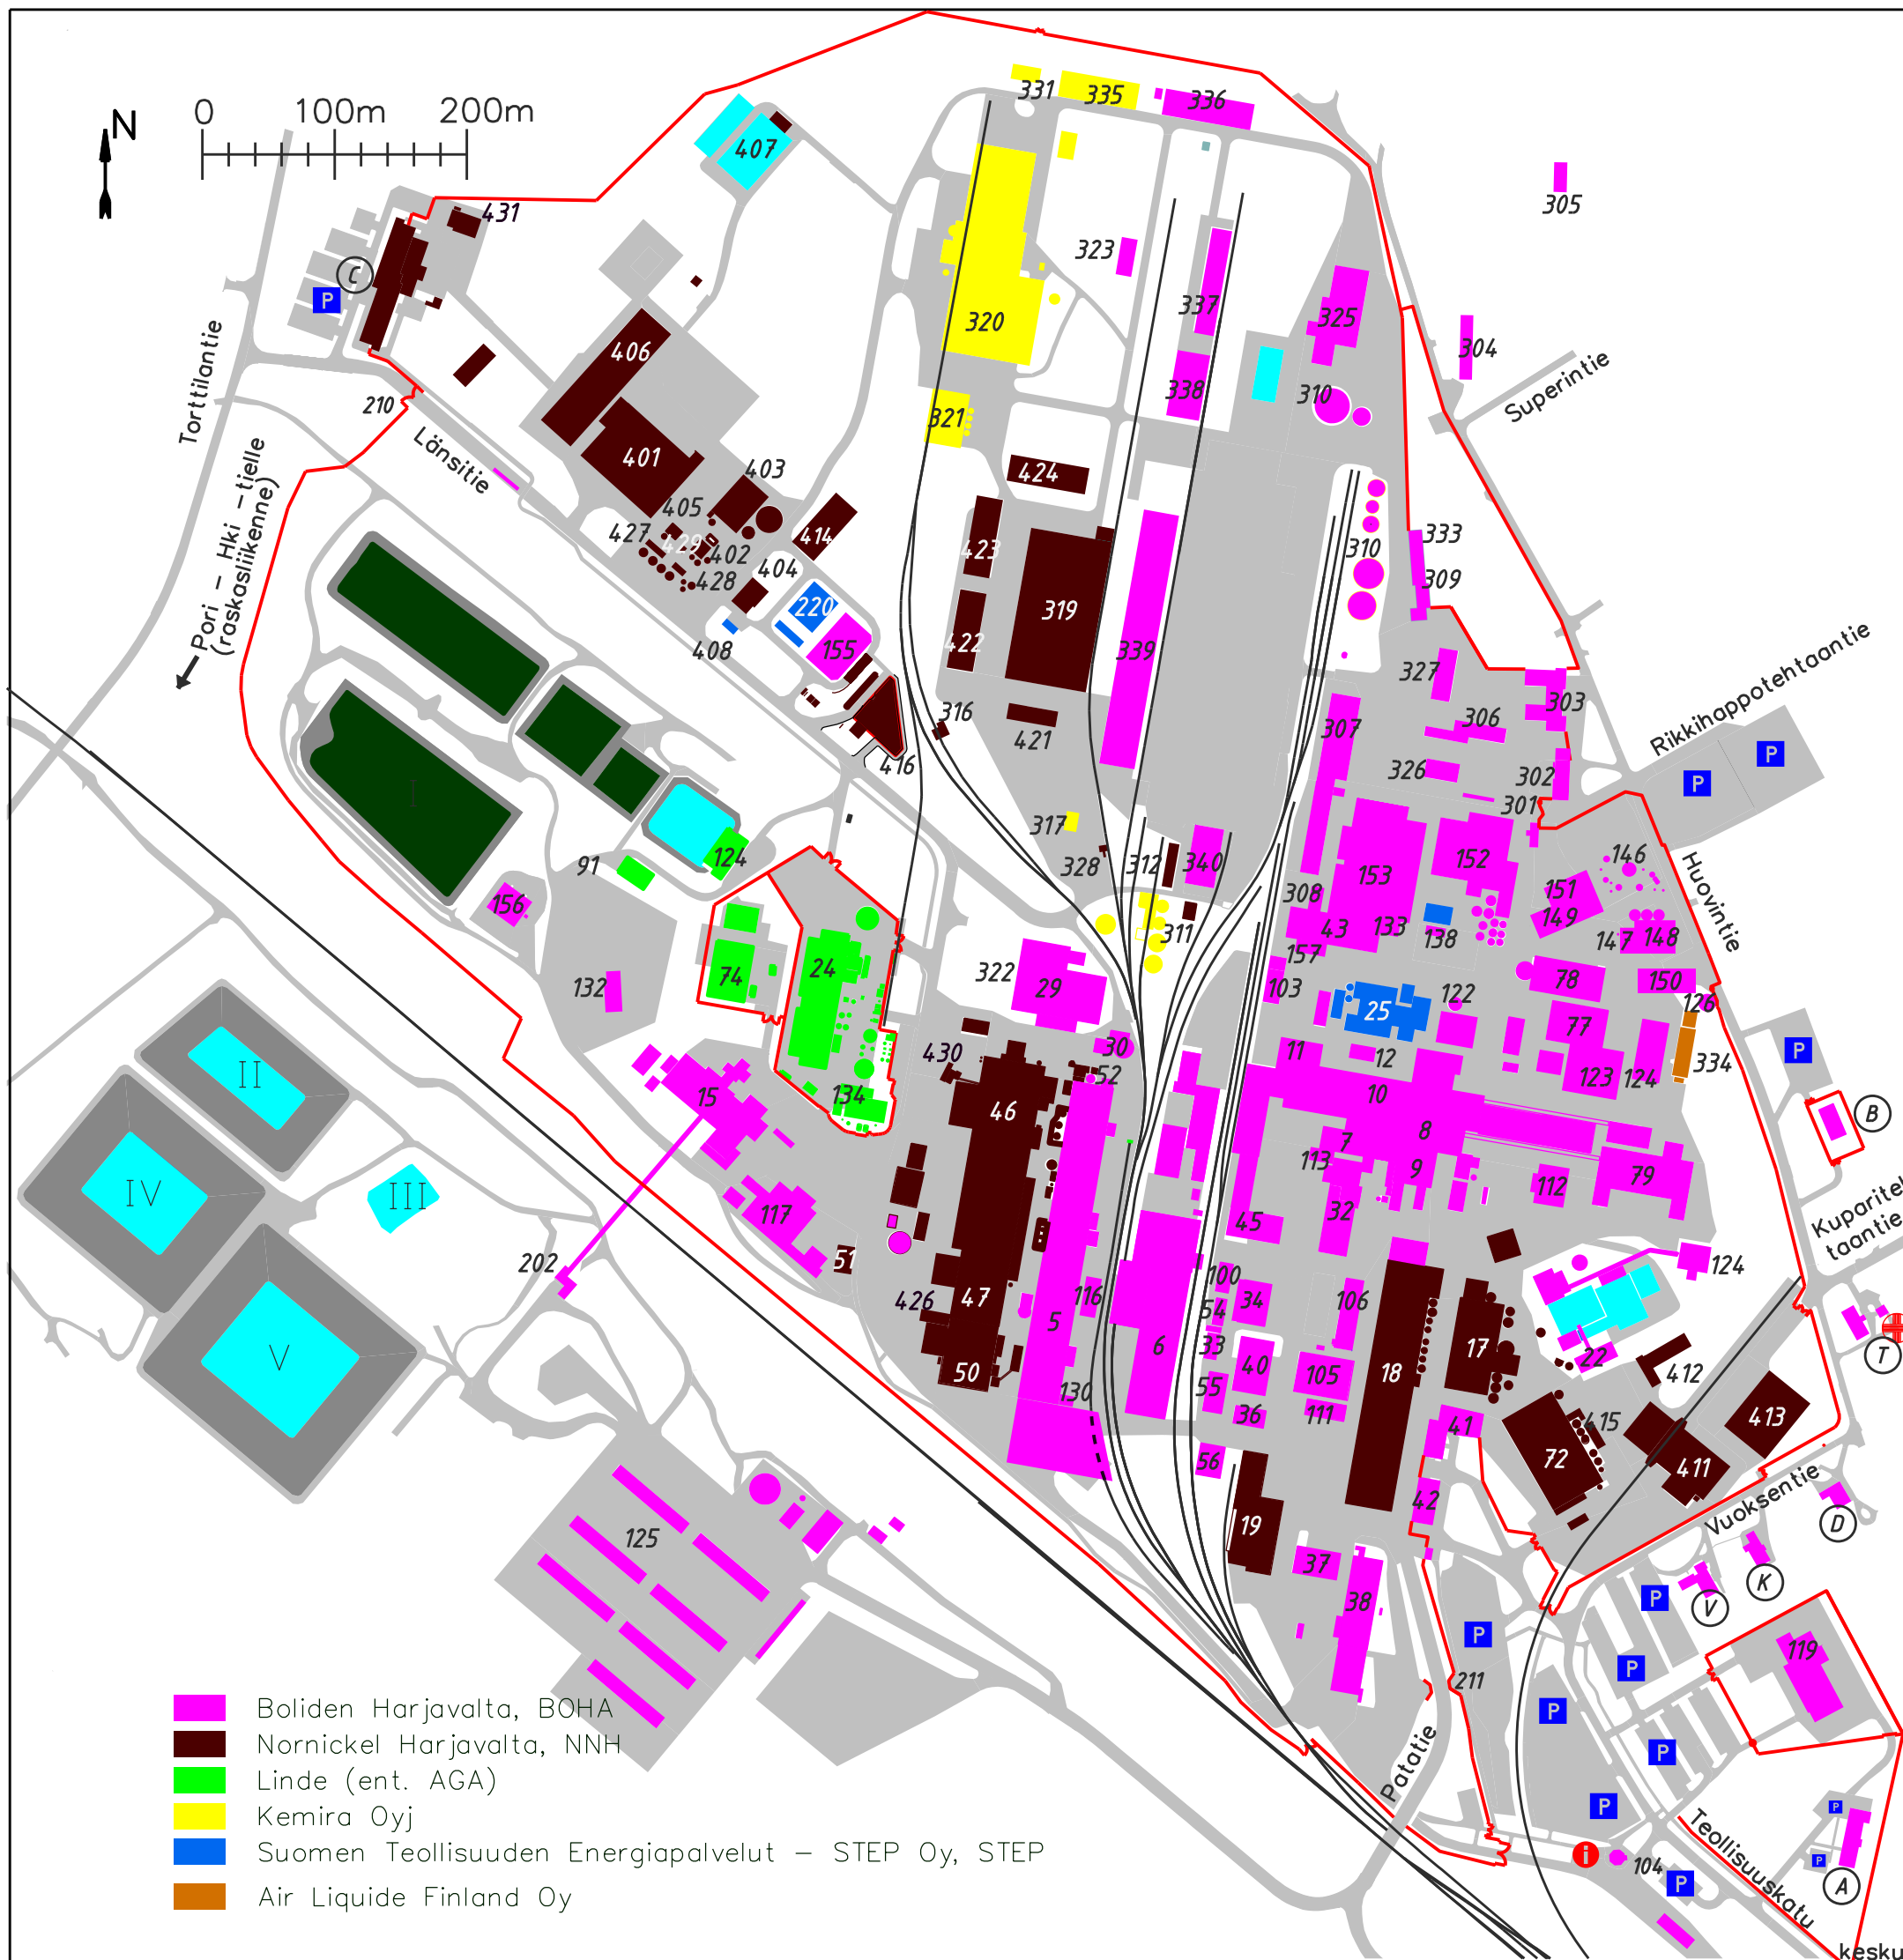 0 100m 200m
N
331
335
336
407
305
431
C
P
323
337
325
320
338
310
304
Superintie
Torttilantie
406
210
321
Länsitie
401
403
424
Pori - Hki -tielle
(raskasliikenne)
405
427
429
402
414
423
310
333
309
428
404
220
319
408
155
422
339
327
303
Rikkihappotehtaantie
316
421
416
307
306
P
P
326
302
301
I
317
328
312
340
124
91
153
152
146
Huovintie
156
308
151
149
43
133
138
147
148
311
157
322
29
24
74
132
103
25
122
78
150
126
77
30
430
52
11
12
10
123
124
334
P
II
15
134
46
B
7
8
113
9
112
79
IV
III
117
32
45
Kuparite
taantie
202
51
100
124
426
47
116
5
54
34
106
6
33
17
22
T
V
50
40
18
412
130
55
105
36
111
41
415
413
72
411
56
42
Vuoksentie
D
125
19
37
K
38
P
V
P
119
P
211
P
Patatie
P
P
P
A
P
i
104
P
Teollisuuskatu
kesku
Boliden Harjavalta, BOHA
Nornickel Harjavalta, NNH
Linde (ent. AGA)
Kemira Oyj
Suomen Teollisuuden Energiapalvelut – STEP Oy, STEP
Air Liquide Finland Oy